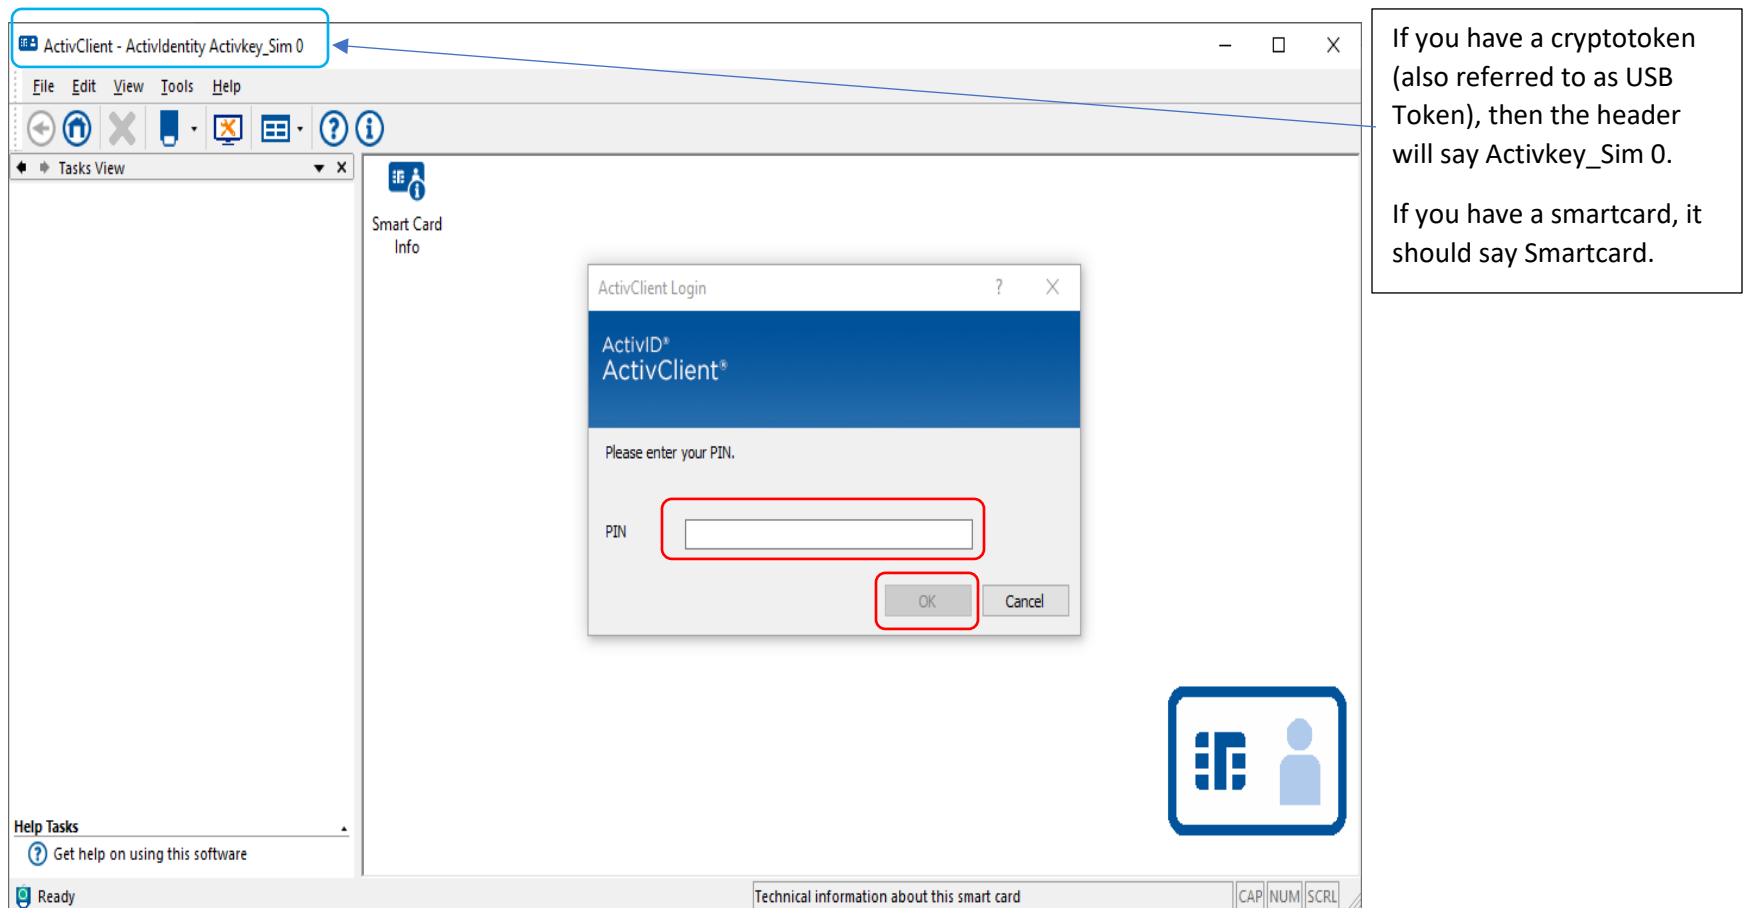 ActivClient - ActivIdentity Activkey_Sim 0
File Edit View Tools Help
Tasks View
Smart Card
Info
ActivClient Login
ActivID®
ActivClient®
Please enter your PIN.
PIN
OK Cancel
Help Tasks
Get help on using this software
Ready
Technical information about this smart card
CAP NUM SCRL
If you have a cryptotoken
(also referred to as USB
Token), then the header
will say Activkey_Sim 0.
If you have a smartcard, it
should say Smartcard.